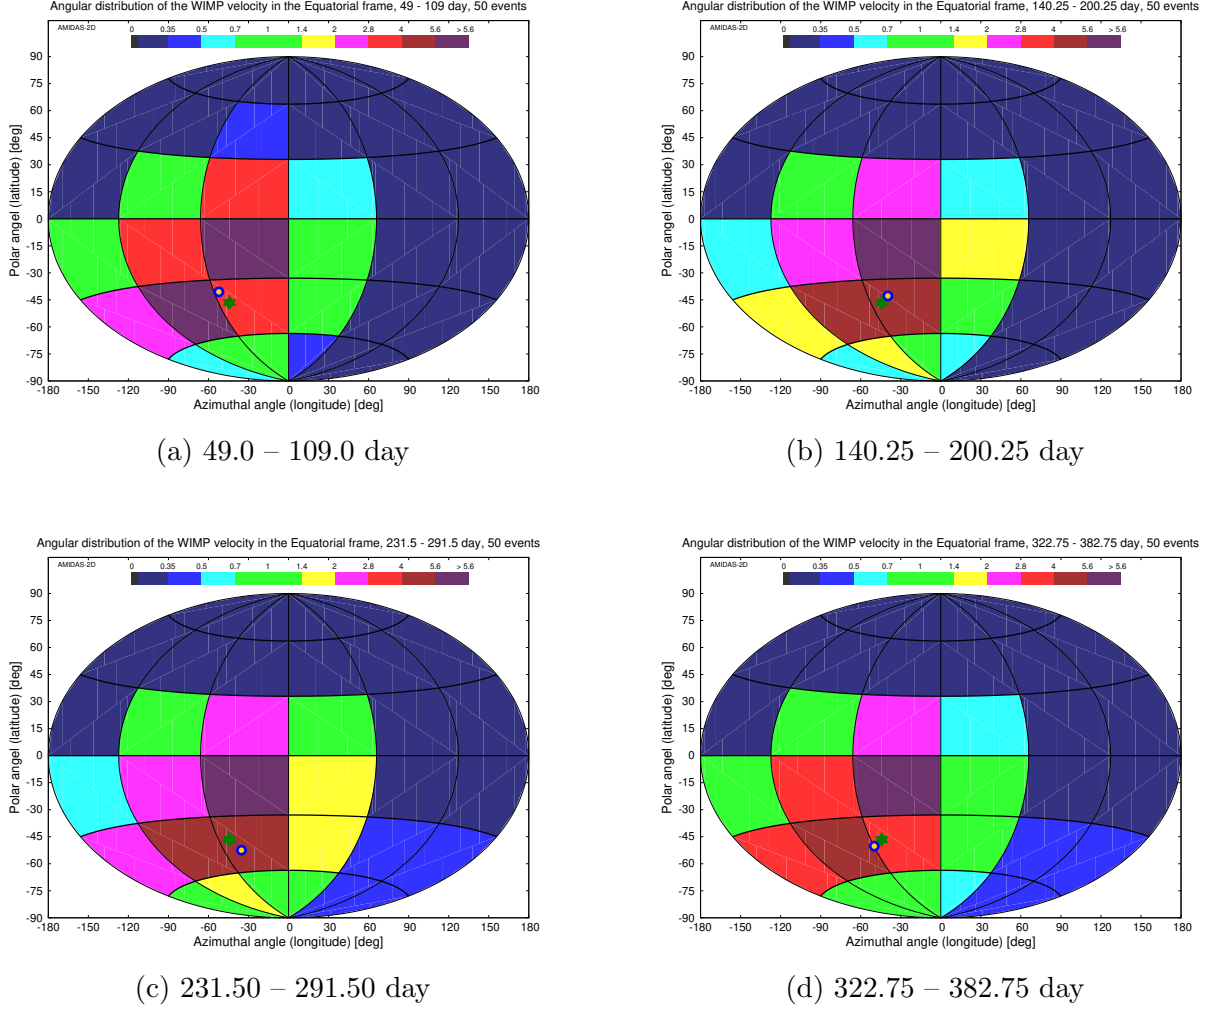 Angular distribution of the WIMP velocity in the Equatorial frame, 49 - 109 day, 50 events
AMIDAS-2D
0 0.35 0.5 0.7 1 1.4 2 2.8 4 5.6 > 5.6
Polar angel (latitude) [deg]
90
75
60
45
30
15
0
-15
-30
-45
-60
-75
-90
-180 -150 -120 -90 -60 -30 0 30 60 90 120 150 180
Azimuthal angle (longitude) [deg]
(a) 49.0 – 109.0 day
Angular distribution of the WIMP velocity in the Equatorial frame, 140.25 - 200.25 day, 50 events
AMIDAS-2D
0 0.35 0.5 0.7 1 1.4 2 2.8 4 5.6 > 5.6
Polar angel (latitude) [deg]
90
75
60
45
30
15
0
-15
-30
-45
-60
-75
-90
-180 -150 -120 -90 -60 -30 0 30 60 90 120 150 180
Azimuthal angle (longitude) [deg]
(b) 140.25 – 200.25 day
Angular distribution of the WIMP velocity in the Equatorial frame, 231.5 - 291.5 day, 50 events
AMIDAS-2D
0 0.35 0.5 0.7 1 1.4 2 2.8 4 5.6 > 5.6
Polar angel (latitude) [deg]
90
75
60
45
30
15
0
-15
-30
-45
-60
-75
-90
-180 -150 -120 -90 -60 -30 0 30 60 90 120 150 180
Azimuthal angle (longitude) [deg]
(c) 231.50 – 291.50 day
Angular distribution of the WIMP velocity in the Equatorial frame, 322.75 - 382.75 day, 50 events
AMIDAS-2D
0 0.35 0.5 0.7 1 1.4 2 2.8 4 5.6 > 5.6
Polar angel (latitude) [deg]
90
75
60
45
30
15
0
-15
-30
-45
-60
-75
-90
-180 -150 -120 -90 -60 -30 0 30 60 90 120 150 180
Azimuthal angle (longitude) [deg]
(d) 322.75 – 382.75 day